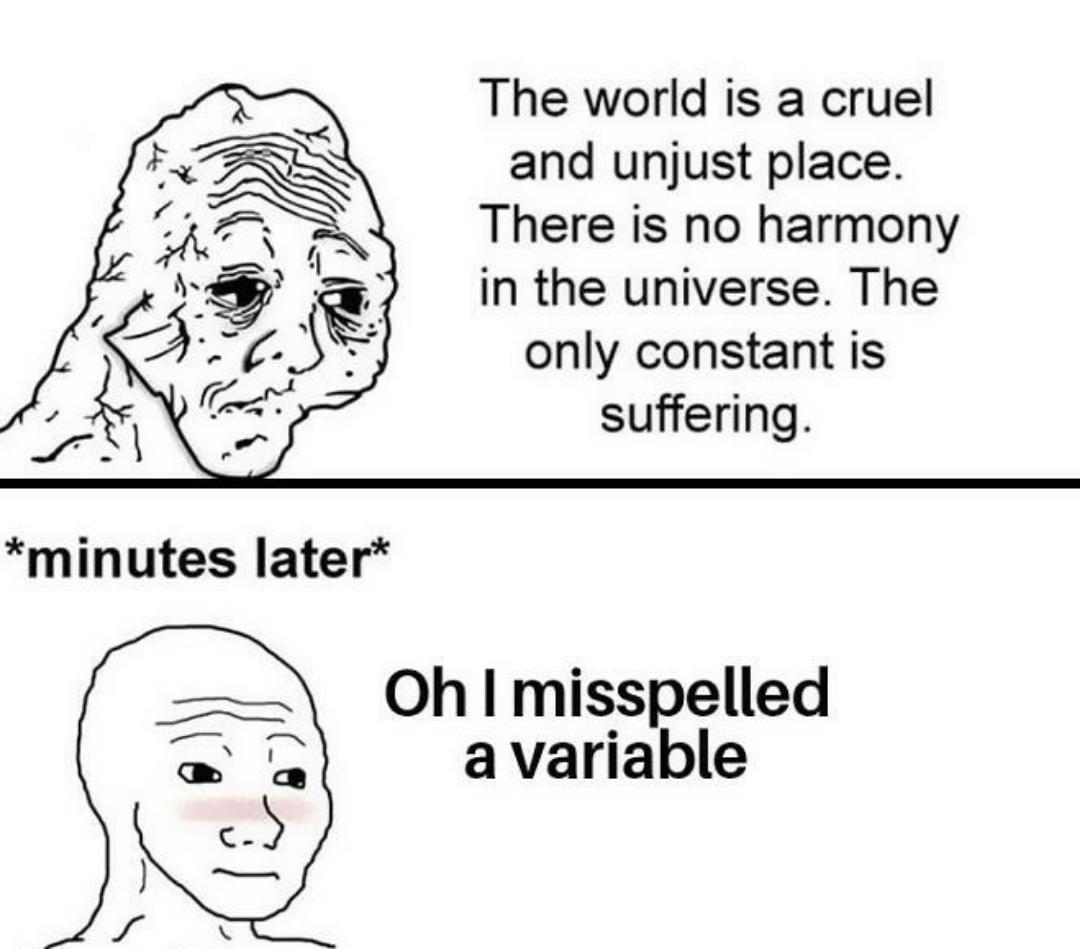 The world is a cruel
and unjust place.
There is no harmony
in the universe. The
only constant is
suffering.
*minutes later*
Oh I misspelled
a variable